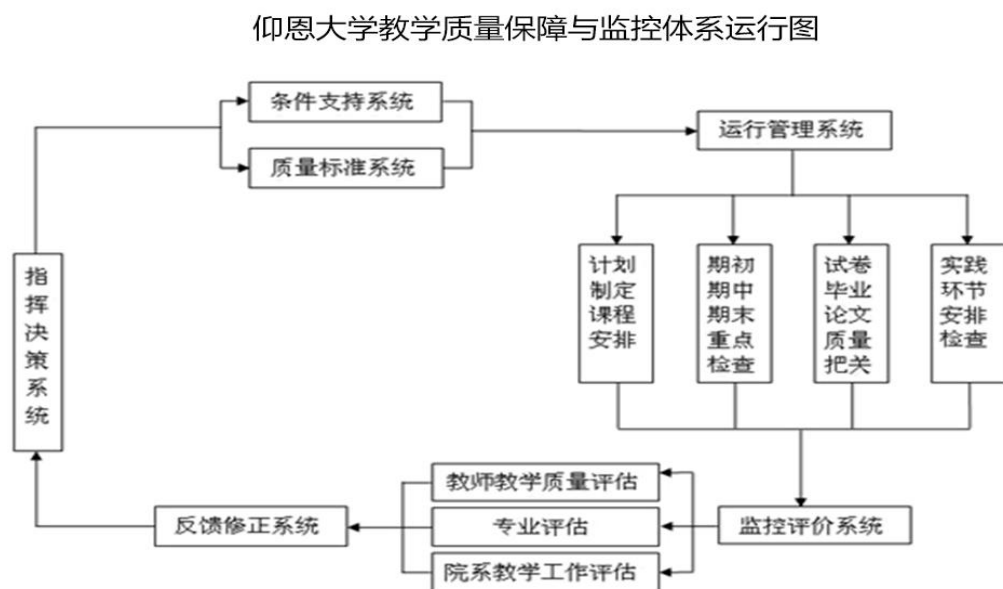 仰恩大学教学质量保障与监控体系运行图
条件支持系统
质量标准系统
运行管理系统
指挥决策系统
计划
制定
课程
安排
期初
期中
期末
重点
检查
试卷
毕业
论文
质量
把关
实践
环节
安排
检查
教师教学质量评估
专业评估
院系教学工作评估
反馈修正系统
监控评价系统